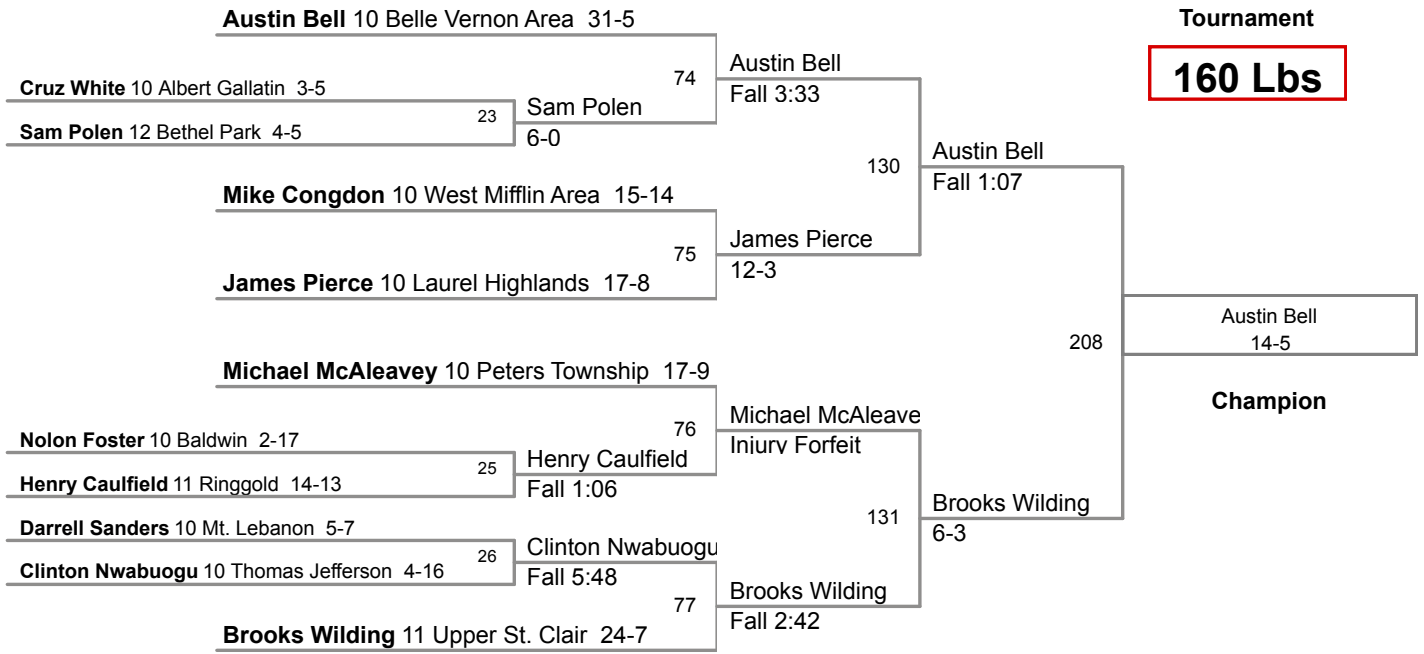 Austin Bell 10 Belle Vernon Area 31-5
Tournament
160 Lbs
Cruz White 10 Albert Gallatin 3-5
Sam Polen 12 Bethel Park 4-5
23
Sam Polen
6-0
74
Austin Bell
Fall 3:33
Mike Congdon 10 West Mifflin Area 15-14
James Pierce 10 Laurel Highlands 17-8
75
James Pierce
12-3
130
Austin Bell
Fall 1:07
Michael McAleavey 10 Peters Township 17-9
Nolon Foster 10 Baldwin 2-17
Henry Caulfield 11 Ringgold 14-13
25
Henry Caulfield
Fall 1:06
76
Michael McAleave
Injury Forfeit
Darrell Sanders 10 Mt. Lebanon 5-7
Clinton Nwabuogu 10 Thomas Jefferson 4-16
26
Clinton Nwabuogu
Fall 5:48
Brooks Wilding 11 Upper St. Clair 24-7
77
Brooks Wilding
Fall 2:42
131
Brooks Wilding
6-3
208
Austin Bell
14-5
Champion